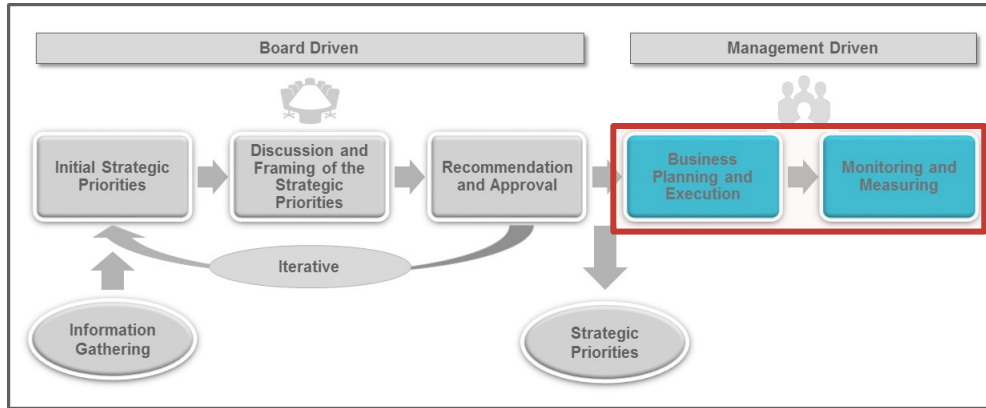 Board Driven
Management Driven
Initial Strategic
Priorities
Discussion and
Framing of the
Strategic
Priorities
Recommendation
and Approval
Business
Planning and
Execution
Monitoring and
Measuring
Iterative
Information
Gathering
Strategic
Priorities